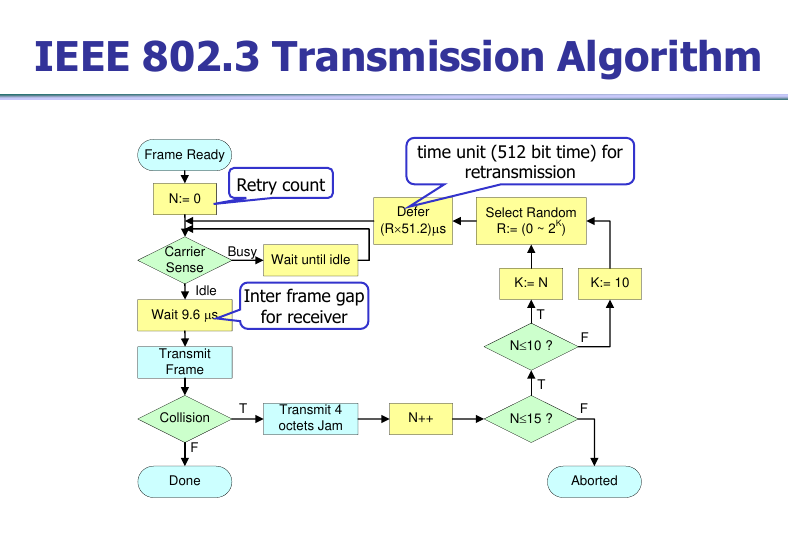 IEEE 802.3 Transmission Algorithm
Frame Ready
N:= 0
Retry count
time unit (512 bit time) for
retransmission
Defer
(R×51.2)μs
Select Random
R:= (0 ~ 2^K)
Carrier
Sense
Busy
Wait until idle
K:= N
K:= 10
Idle
Inter frame gap
for receiver
Wait 9.6 μs
T
N≤10 ?
F
Transmit
Frame
T
Collision
T
Transmit 4
octets Jam
N++
N≤15 ?
F
F
Done
Aborted